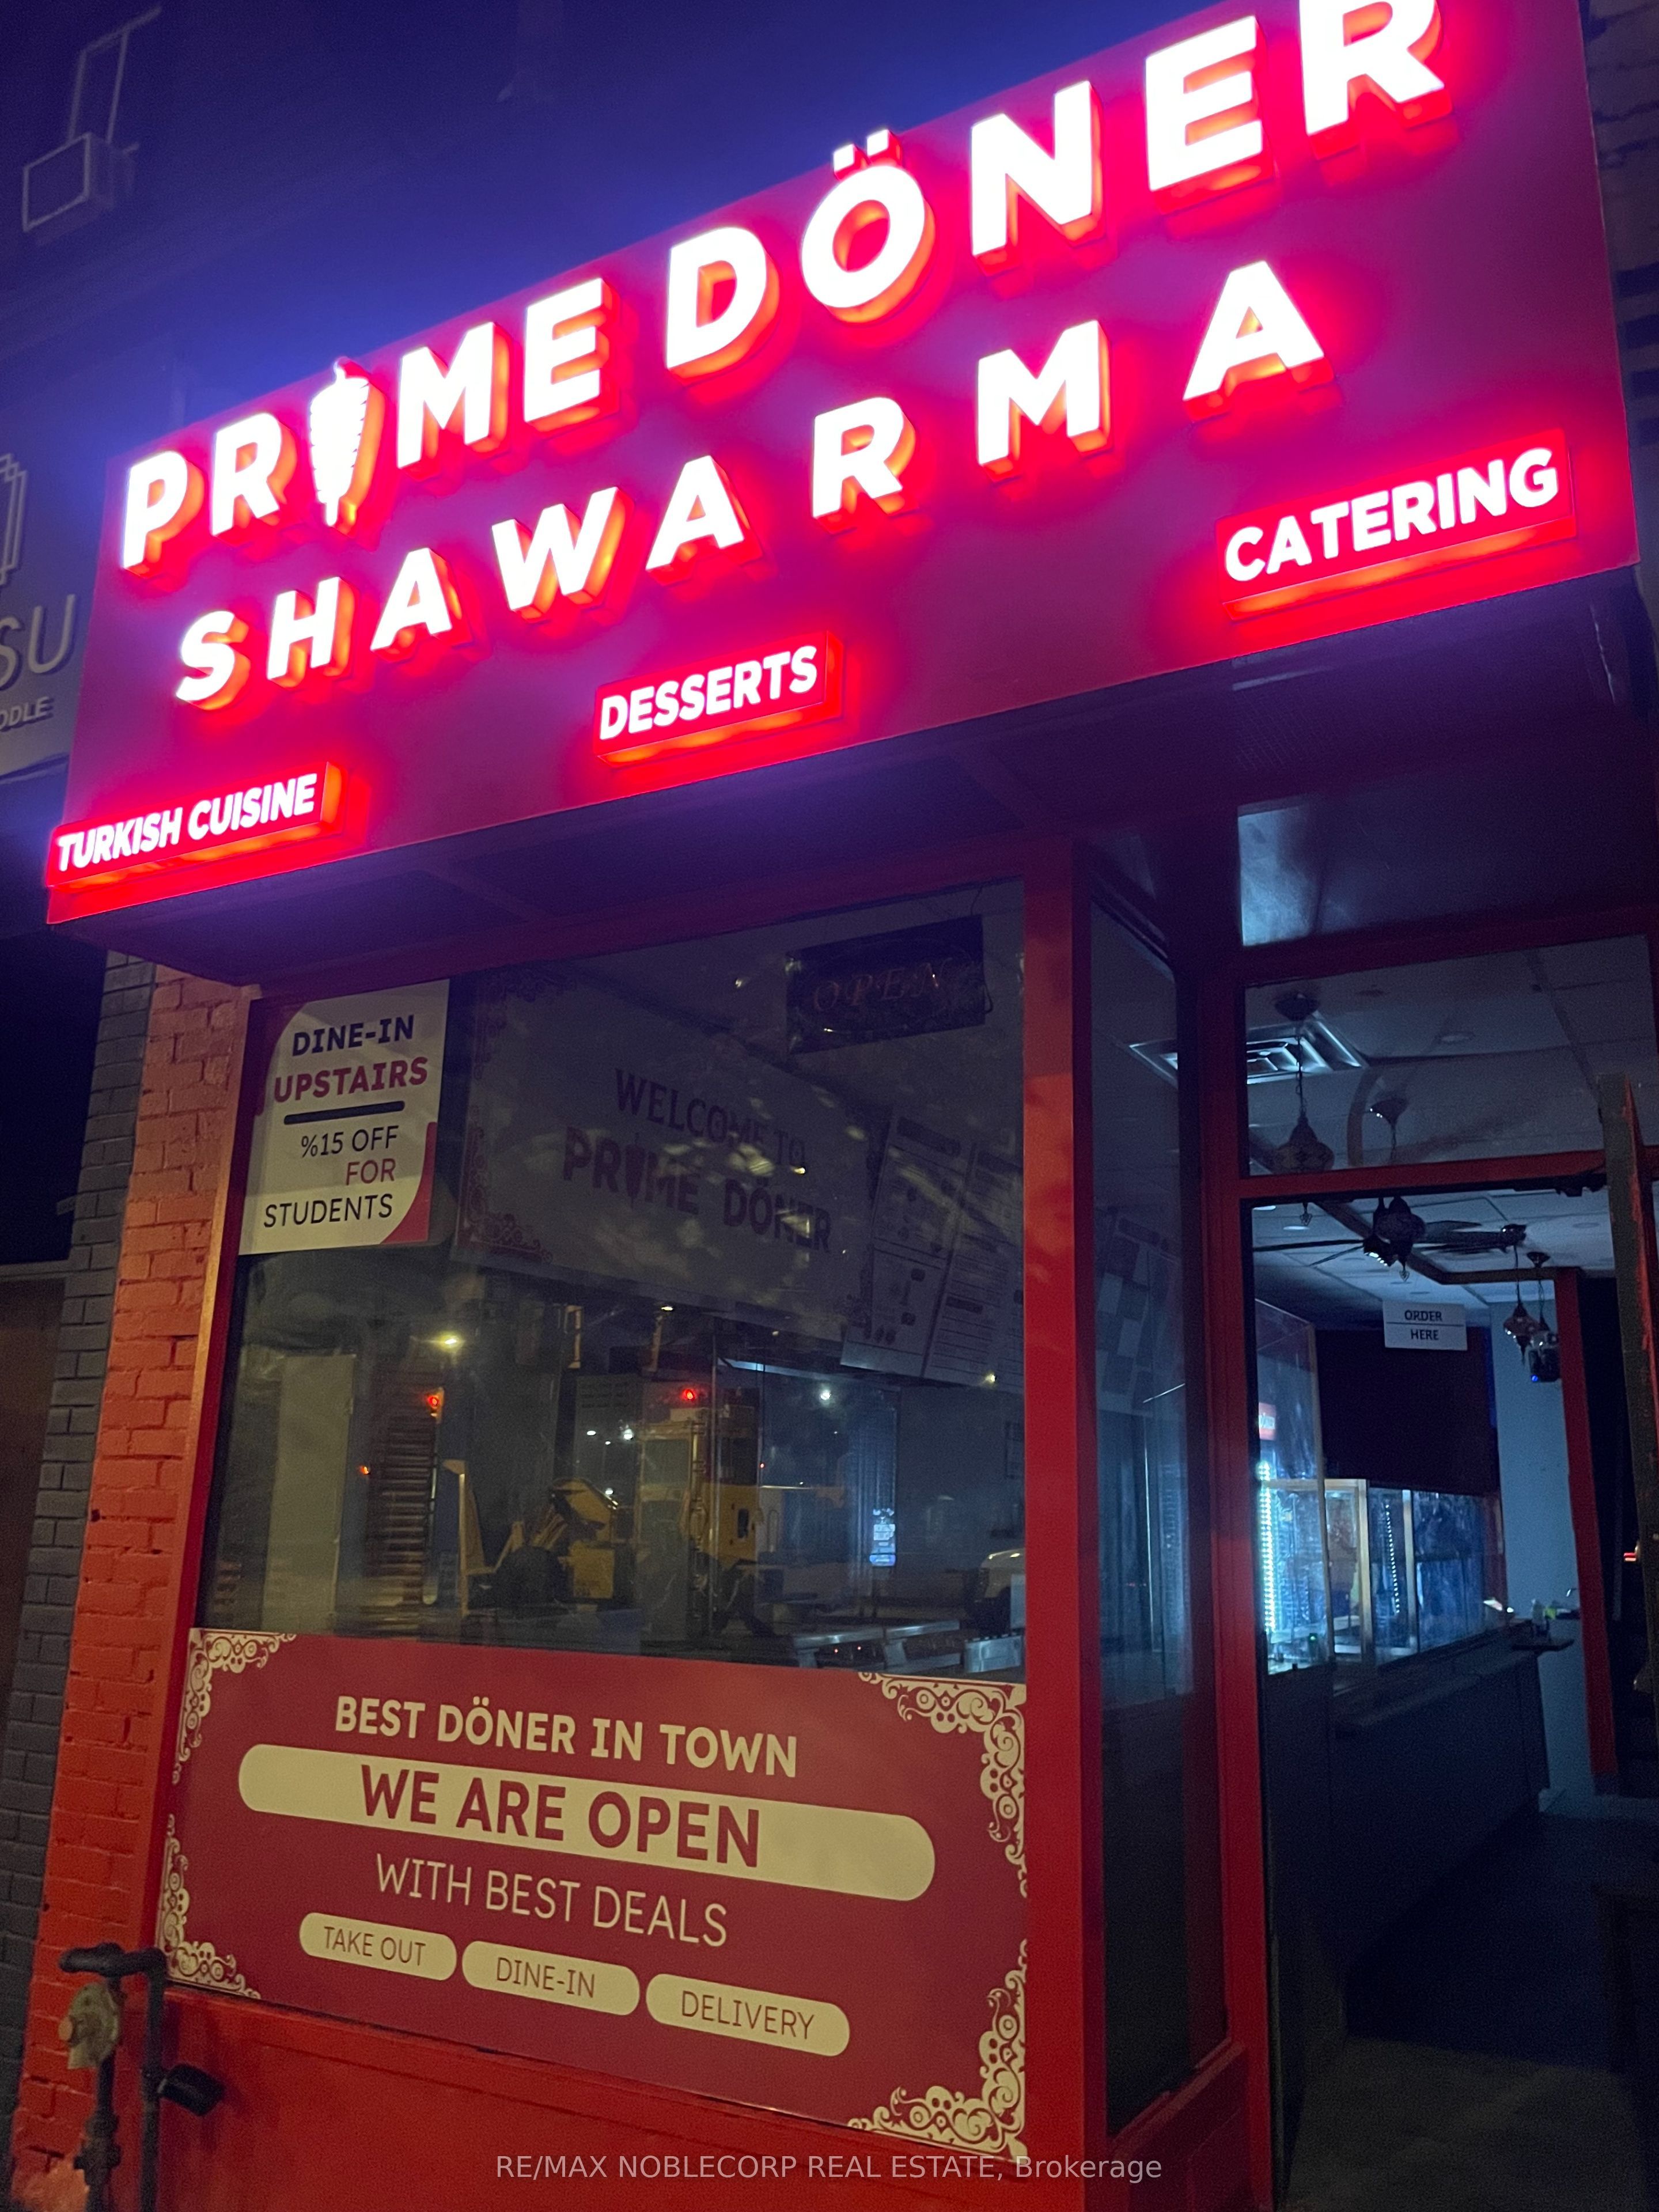 PRIME DÖNER
SHAWARMA
TURKISH CUISINE
DESSERTS
CATERING
SU
DINE-IN
UPSTAIRS
%15 OFF
FOR
STUDENTS
OPEN
WELCOME TO
PRIME DÖNER
ORDER
HERE
BEST DÖNER IN TOWN
WE ARE OPEN
WITH BEST DEALS
TAKE OUT
DINE-IN
DELIVERY
RE/MAX NOBLECORP REAL ESTATE, Brokerage